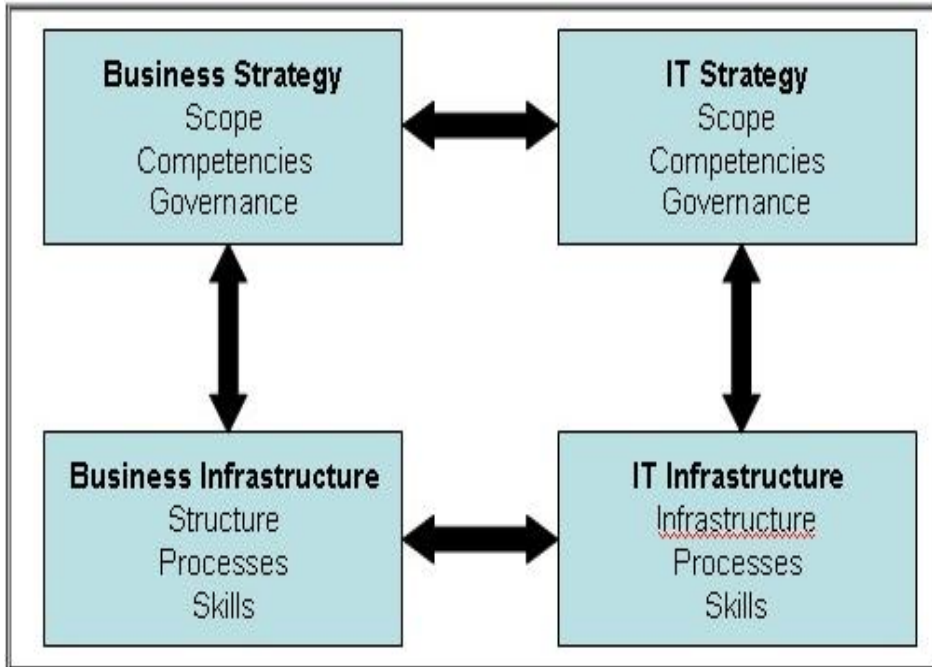 Business Strategy
Scope
Competencies
Governance
IT Strategy
Scope
Competencies
Governance
Business Infrastructure
Structure
Processes
Skills
IT Infrastructure
Infrastructure
Processes
Skills